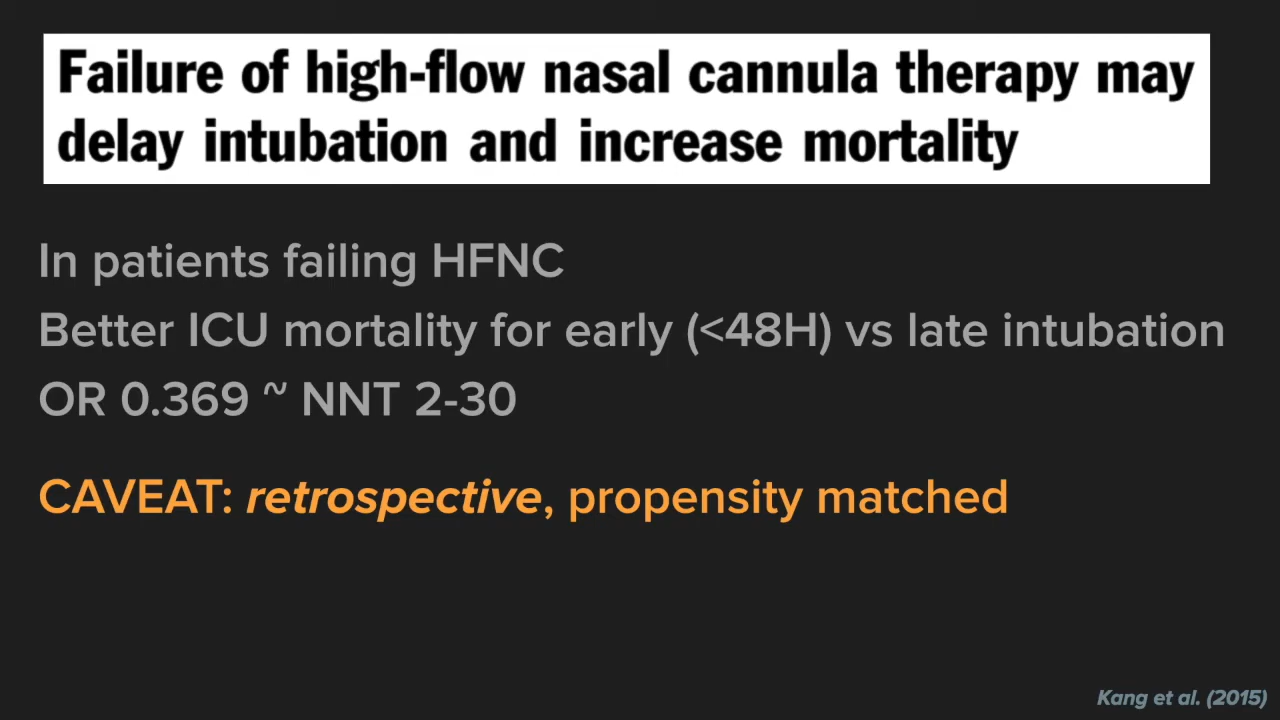 Failure of high-flow nasal cannula therapy may
delay intubation and increase mortality
In patients failing HFNC
Better ICU mortality for early (<48H) vs late intubation
OR 0.369 ~ NNT 2-30
CAVEAT: retrospective, propensity matched
Kang et al. (2015)